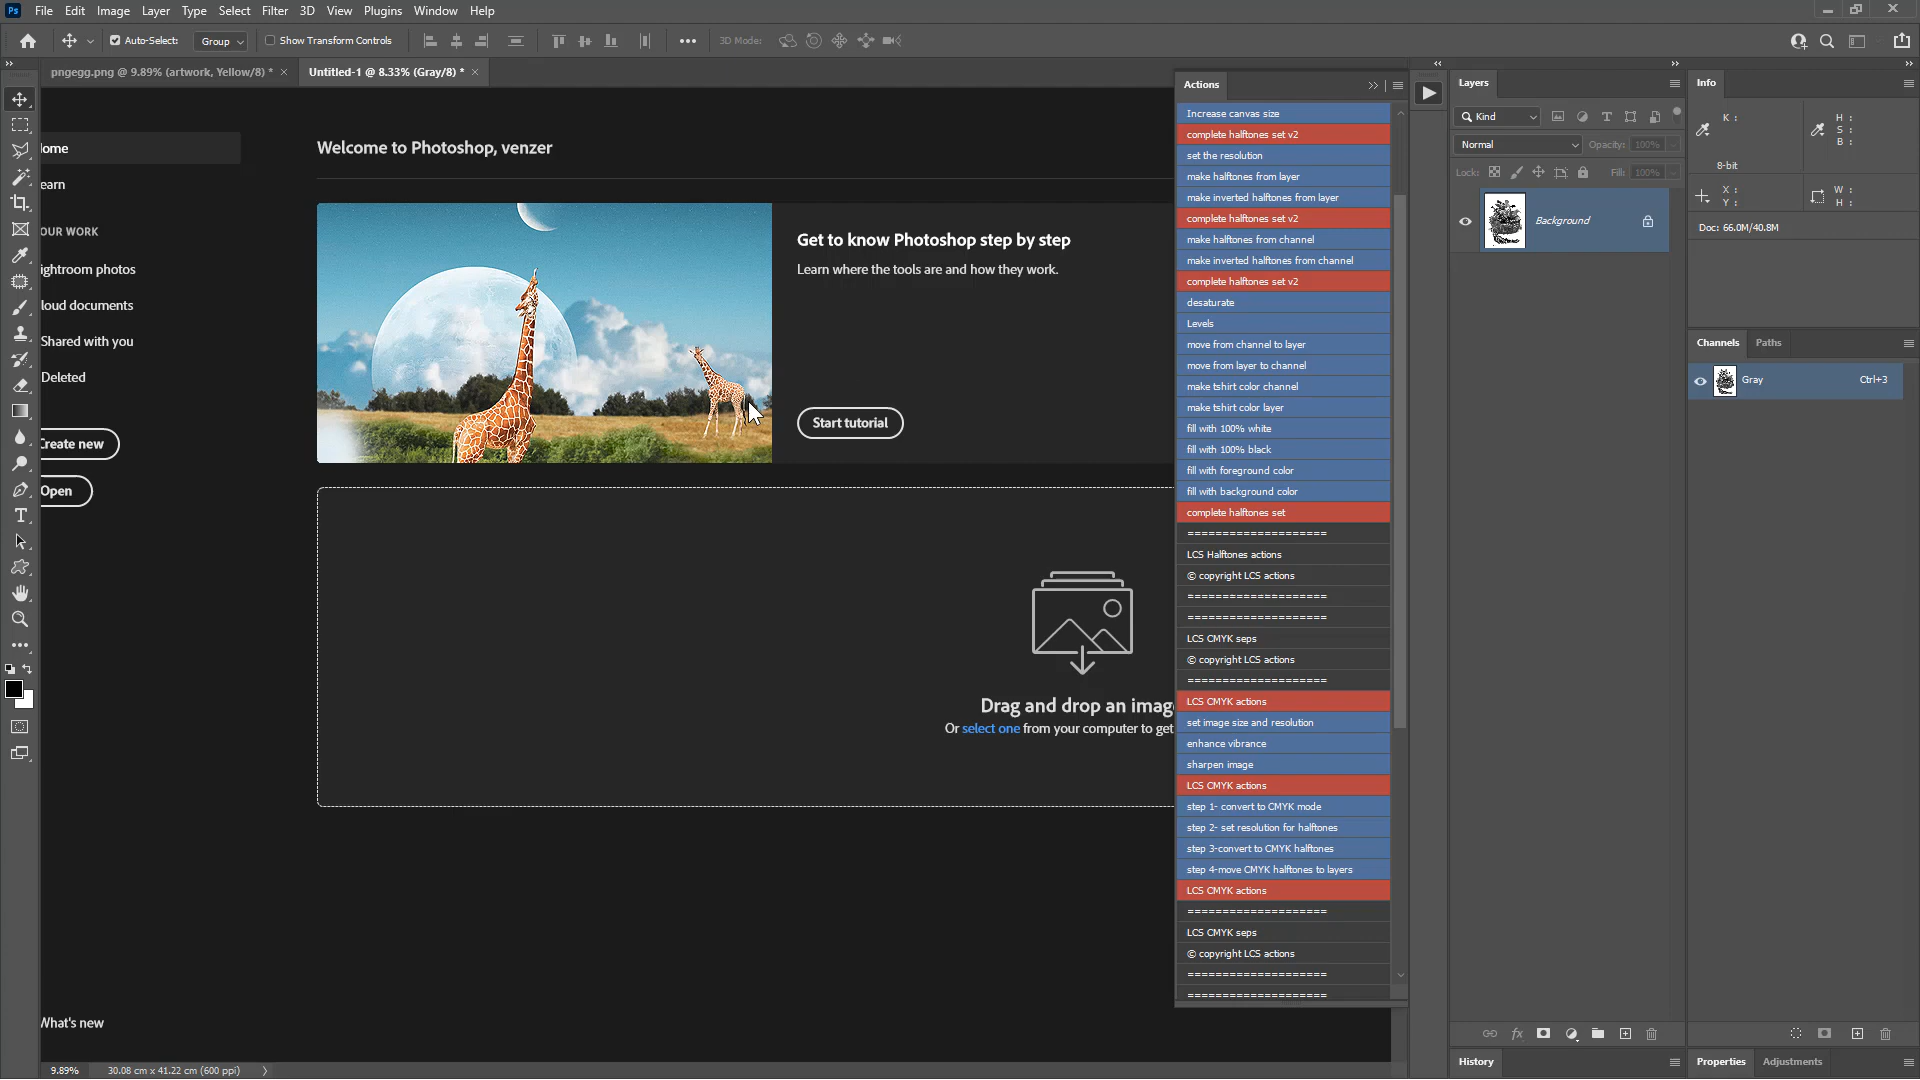 Ps File Edit Image Layer Type Select Filter 3D View Plugins Window Help
Auto-Select: Group Show Transform Controls 3D Mode:
pngegg.png @ 9.89% (artwork, Yellow/8) * Untitled-1 @ 8.33% (Gray/8) *
ome
earn
OUR WORK
ightroom photos
loud documents
Shared with you
Deleted
Create new
Open
What's new
Welcome to Photoshop, venzer
Get to know Photoshop step by step
Learn where the tools are and how they work.
Start tutorial
Drag and drop an imag
Or select one from your computer to get
9.89% 30.08 cm x 41.22 cm (600 ppi)
Actions
Increase canvas size
complete halftones set v2
set the resolution
make halftones from layer
make inverted halftones from layer
complete halftones set v2
make halftones from channel
make inverted halftones from channel
complete halftones set v2
desaturate
Levels
move from channel to layer
move from layer to channel
make tshirt color channel
make tshirt color layer
fill with 100% white
fill with 100% black
fill with foreground color
fill with background color
complete halftones set
====================
LCS Halftones actions
© copyright LCS actions
====================
====================
LCS CMYK seps
© copyright LCS actions
====================
LCS CMYK actions
set image size and resolution
enhance vibrance
sharpen image
LCS CMYK actions
step 1- convert to CMYK mode
step 2- set resolution for halftones
step 3-convert to CMYK halftones
step 4-move CMYK halftones to layers
LCS CMYK actions
====================
LCS CMYK seps
© copyright LCS actions
====================
====================
Layers
Kind
Normal Opacity: 100%
Lock: Fill: 100%
Background
History
Info
K :
8-bit
H :
S :
B :
X :
Y :
W :
H :
Doc: 66.0M/40.8M
Channels Paths
Gray Ctrl+3
Properties Adjustments